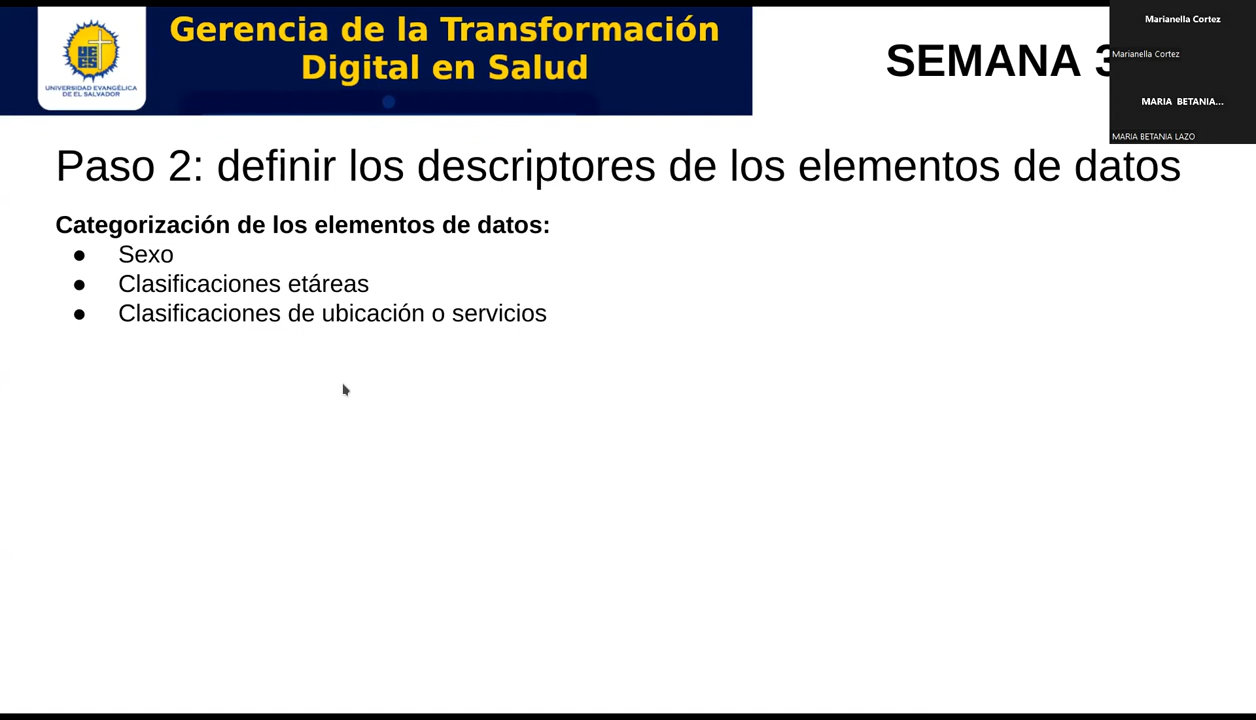 Gerencia de la Transformación
Digital en Salud
UEES
UNIVERSIDAD EVANGÉLICA
DE EL SALVADOR
SEMANA 3
Marianella Cortez
Marianella Cortez
MARIA BETANIA...
MARIA BETANIA LAZO
Paso 2: definir los descriptores de los elementos de datos
Categorización de los elementos de datos:
● Sexo
● Clasificaciones etáreas
● Clasificaciones de ubicación o servicios